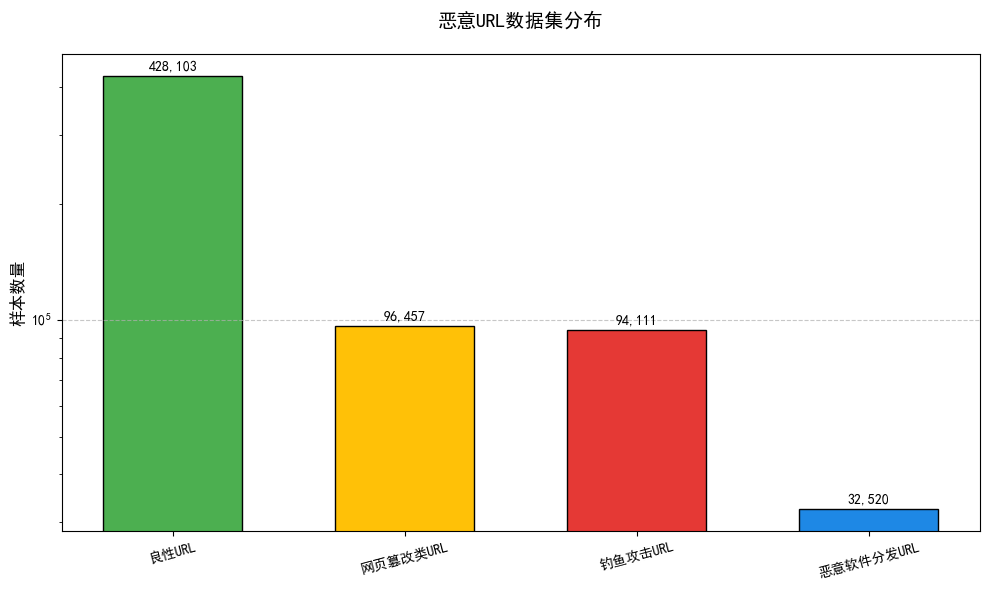 恶意URL数据集分布
428,103
96,457
94,111
32,520
样本数量
10⁵
良性URL
网页篡改类URL
钓鱼攻击URL
恶意软件分发URL